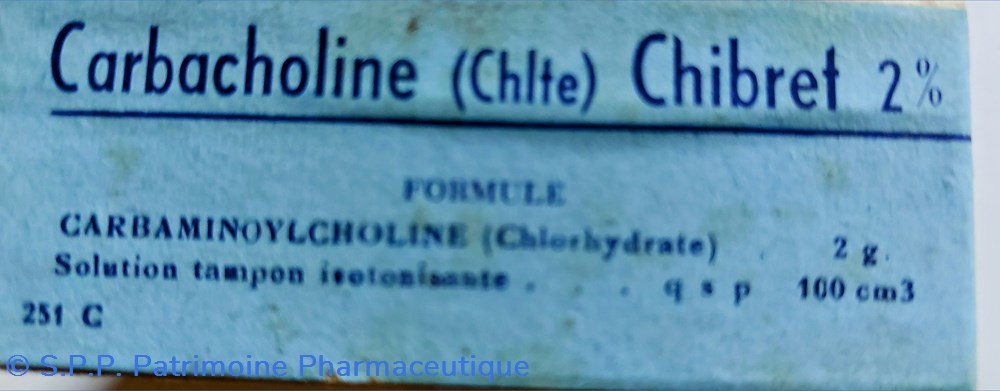 Carbacholine (Chlte) Chibret 2%
FORMULE
CARBAMINOYLCHOLINE (Chlorhydrate) . 2 g.
Solution tampon isotonisante . . . q s p 100 cm3
251 C
© S.P.P. Patrimoine Pharmaceutique